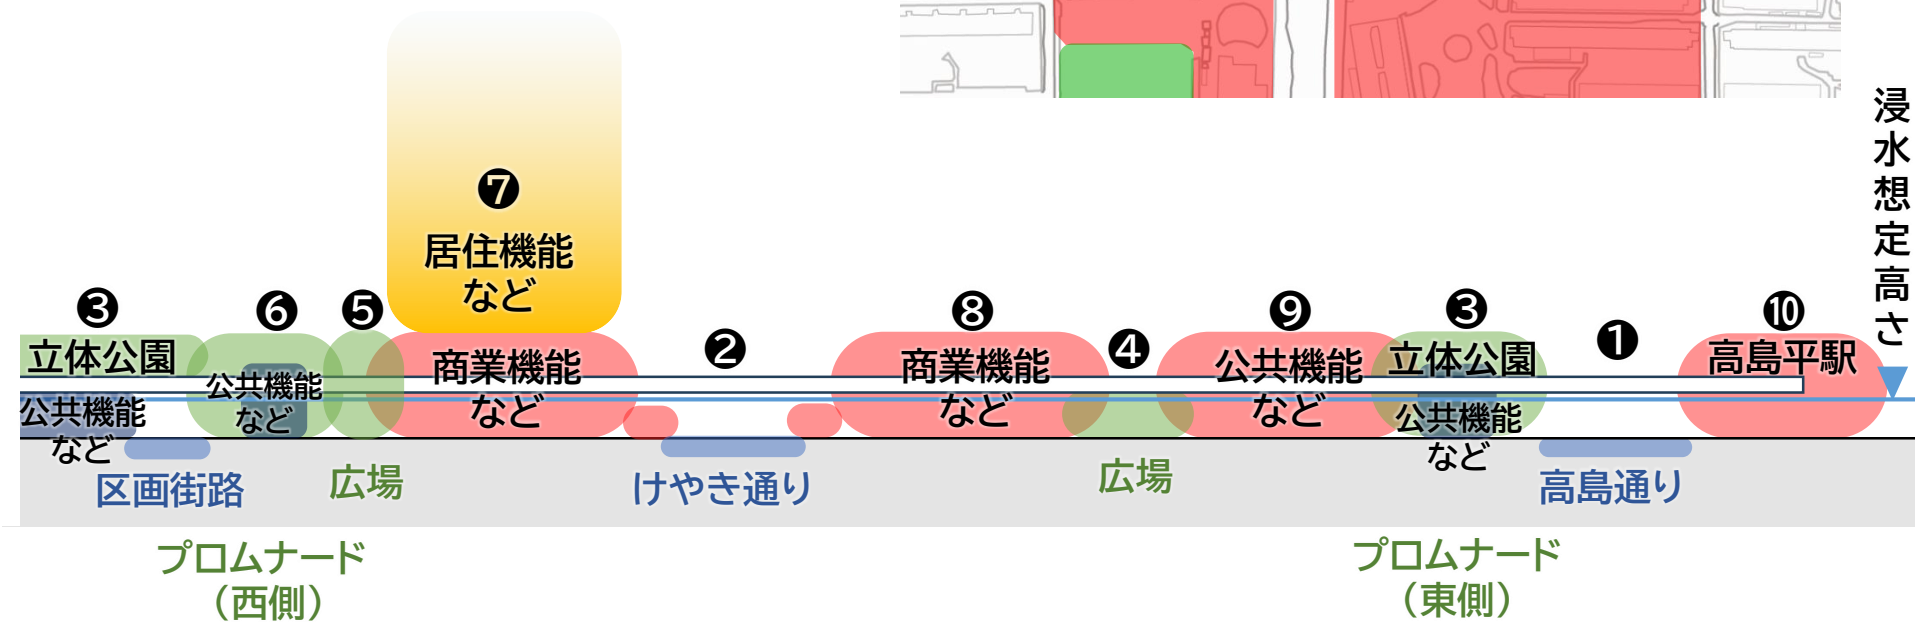 浸水想定高さ
❼
居住機能
など
❸
立体公園
公共機能
など
❻
公共機能
など
❺
商業機能
など
❷
❽
商業機能
など
❹
❾
公共機能
など
❸
立体公園
公共機能
など
❶
❿
高島平駅
区画街路
広場
けやき通り
広場
高島通り
プロムナード
（西側）
プロムナード
（東側）